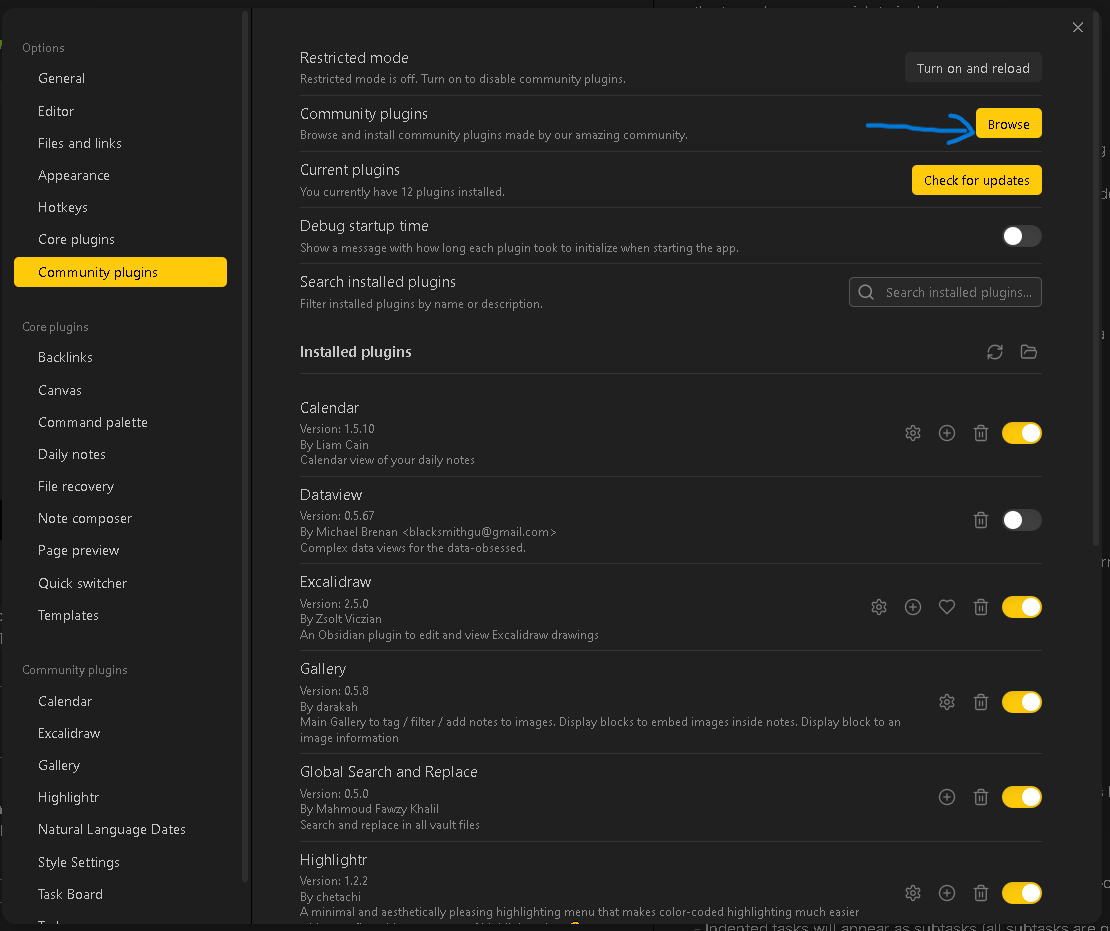 Options
General
Editor
Files and links
Appearance
Hotkeys
Core plugins
Community plugins
Core plugins
Backlinks
Canvas
Command palette
Daily notes
File recovery
Note composer
Page preview
Quick switcher
Templates
Community plugins
Calendar
Excalidraw
Gallery
Highlightr
Natural Language Dates
Style Settings
Task Board
Restricted mode
Restricted mode is off. Turn on to disable community plugins.
Turn on and reload
Community plugins
Browse and install community plugins made by our amazing community.
Browse
Current plugins
You currently have 12 plugins installed.
Check for updates
Debug startup time
Show a message with how long each plugin took to initialize when starting the app.
Search installed plugins
Filter installed plugins by name or description.
Search installed plugins...
Installed plugins
Calendar
Version: 1.5.10
By Liam Cain
Calendar view of your daily notes
Dataview
Version: 0.5.67
By Michael Brenan <blacksmithgu@gmail.com>
Complex data views for the data-obsessed.
Excalidraw
Version: 2.5.0
By Zsolt Viczian
An Obsidian plugin to edit and view Excalidraw drawings
Gallery
Version: 0.5.8
By darakah
Main Gallery to tag / filter / add notes to images. Display blocks to embed images inside notes. Display block to an
image information
Global Search and Replace
Version: 0.5.0
By Mahmoud Fawzy Khalil
Search and replace in all vault files
Highlightr
Version: 1.2.2
By chetachi
A minimal and aesthetically pleasing highlighting menu that makes color-coded highlighting much easier
- Indented tasks will appear as subtasks (all subtasks are